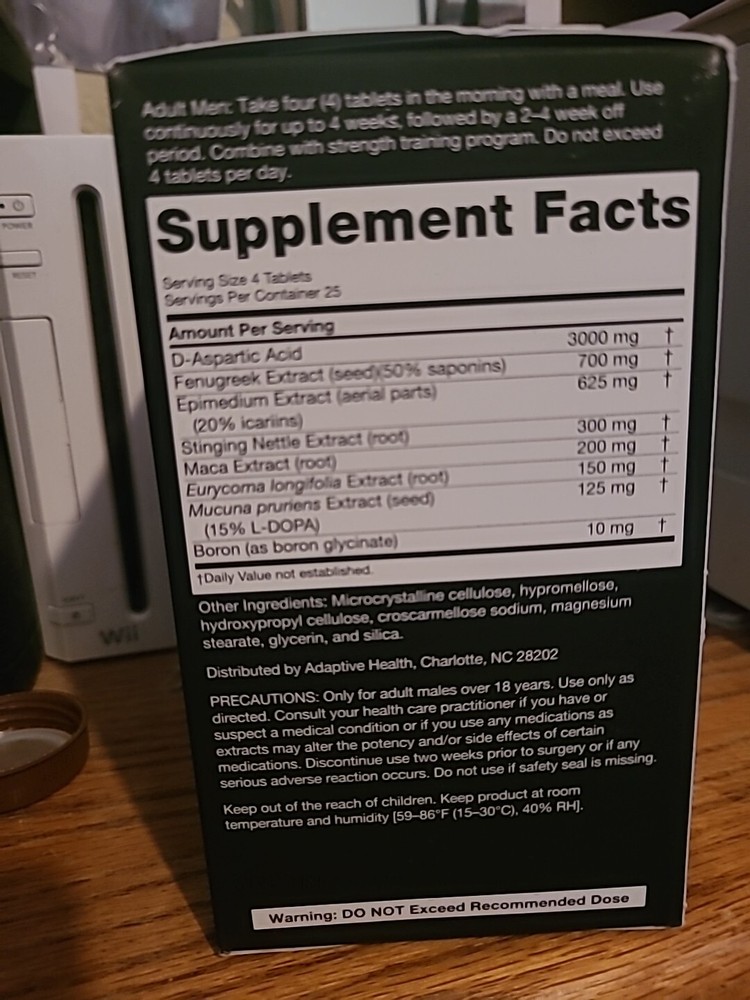 Adult Men: Take four (4) tablets in the morning with a meal. Use
continuously for up to 4 weeks, followed by a 2–4 week off
period. Combine with strength training program. Do not exceed
4 tablets per day.
Supplement Facts
Serving Size 4 Tablets
Servings Per Container 25
Amount Per Serving
D-Aspartic Acid 3000 mg †
Fenugreek Extract (seed)(50% saponins) 700 mg †
Epimedium Extract (aerial parts) 625 mg †
(20% icariins)
Stinging Nettle Extract (root) 300 mg †
Maca Extract (root) 200 mg †
Eurycoma longifolia Extract (root) 150 mg †
Mucuna pruriens Extract (seed) 125 mg †
(15% L-DOPA)
Boron (as boron glycinate) 10 mg †
†Daily Value not established.
Other Ingredients: Microcrystalline cellulose, hypromellose,
hydroxypropyl cellulose, croscarmellose sodium, magnesium
stearate, glycerin, and silica.
Distributed by Adaptive Health, Charlotte, NC 28202
PRECAUTIONS: Only for adult males over 18 years. Use only as
directed. Consult your health care practitioner if you have or
suspect a medical condition or if you use any medications as
extracts may alter the potency and/or side effects of certain
medications. Discontinue use two weeks prior to surgery or if any
serious adverse reaction occurs. Do not use if safety seal is missing.
Keep out of the reach of children. Keep product at room
temperature and humidity [59–86°F (15–30°C), 40% RH].
Warning: DO NOT Exceed Recommended Dose
POWER
RESET
Wii